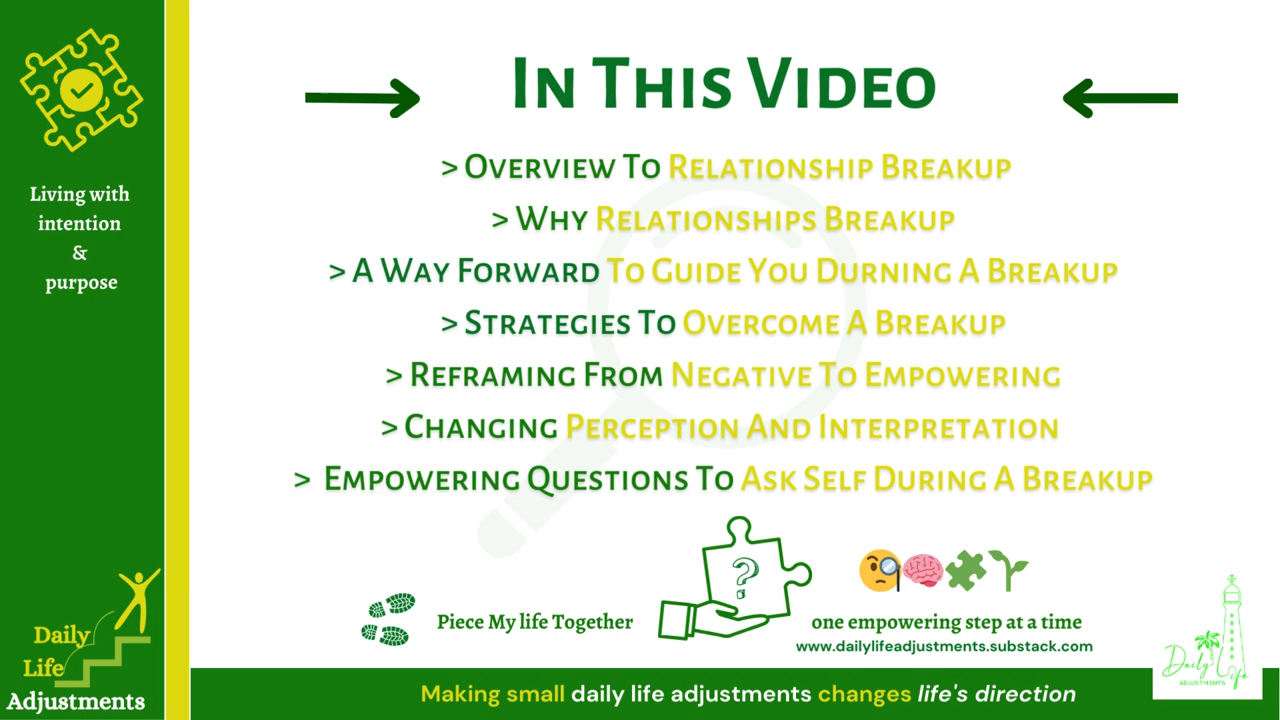 Living with
intention
&
purpose
Daily
Life
Adjustments
In This Video
> Overview To Relationship Breakup
> Why Relationships Breakup
> A Way Forward To Guide You Durning A Breakup
> Strategies To Overcome A Breakup
> Reframing From Negative To Empowering
> Changing Perception And Interpretation
> Empowering Questions To Ask Self During A Breakup
?
Piece My life Together
one empowering step at a time
www.dailylifeadjustments.substack.com
Making small daily life adjustments changes life's direction
Daily Life
ADJUSTMENTS